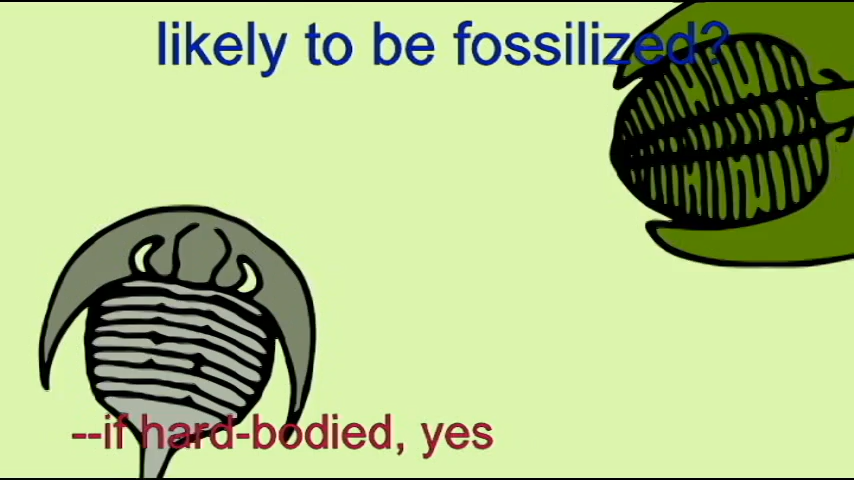 likely to be fossilized?
--if hard-bodied, yes